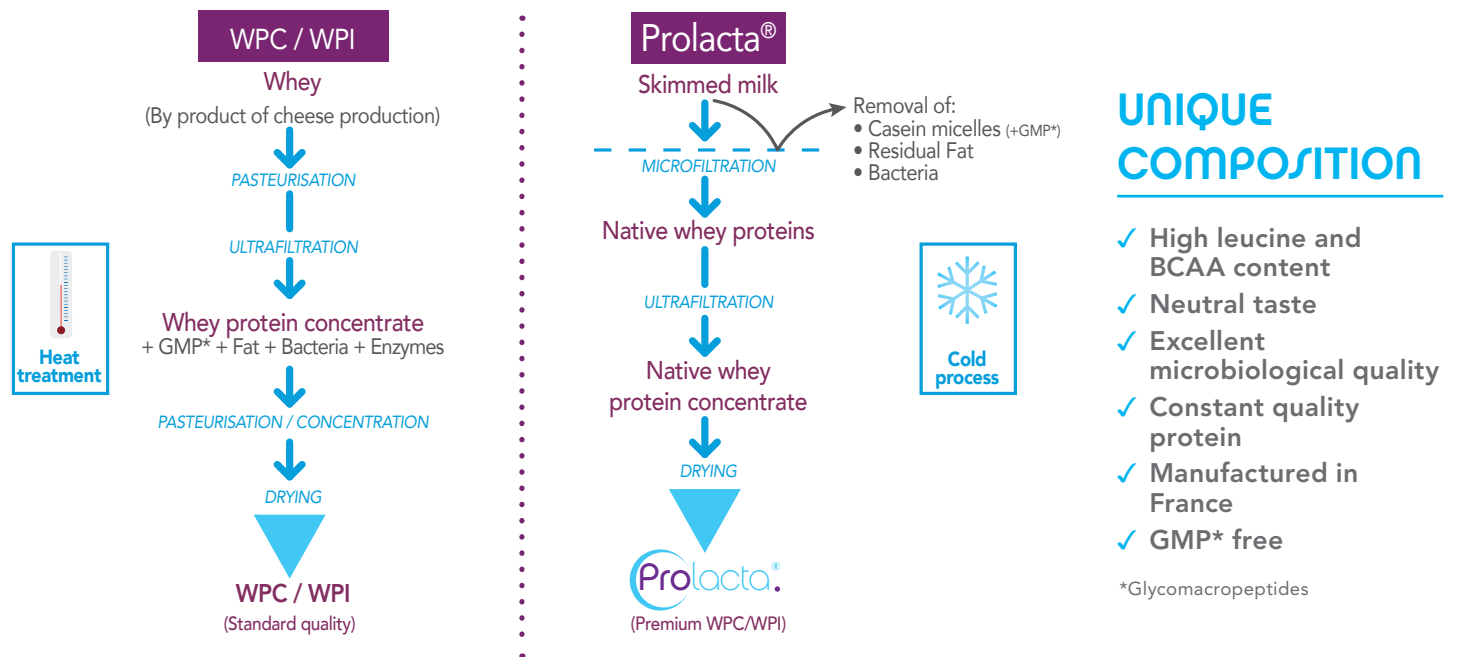 WPC / WPI
Whey
(By product of cheese production)
PASTEURISATION
ULTRAFILTRATION
Heat
treatment
Whey protein concentrate
+ GMP* + Fat + Bacteria + Enzymes
PASTEURISATION / CONCENTRATION
DRYING
WPC / WPI
(Standard quality)
Prolacta®
Skimmed milk
Removal of:
• Casein micelles (+GMP*)
• Residual Fat
• Bacteria
MICROFILTRATION
Native whey proteins
ULTRAFILTRATION
Cold
process
Native whey
protein concentrate
DRYING
Prolacta®.
(Premium WPC/WPI)
UNIQUE
COMPOSITION
✓ High leucine and
BCAA content
✓ Neutral taste
✓ Excellent
microbiological quality
✓ Constant quality
protein
✓ Manufactured in
France
✓ GMP* free
*Glycomacropeptides